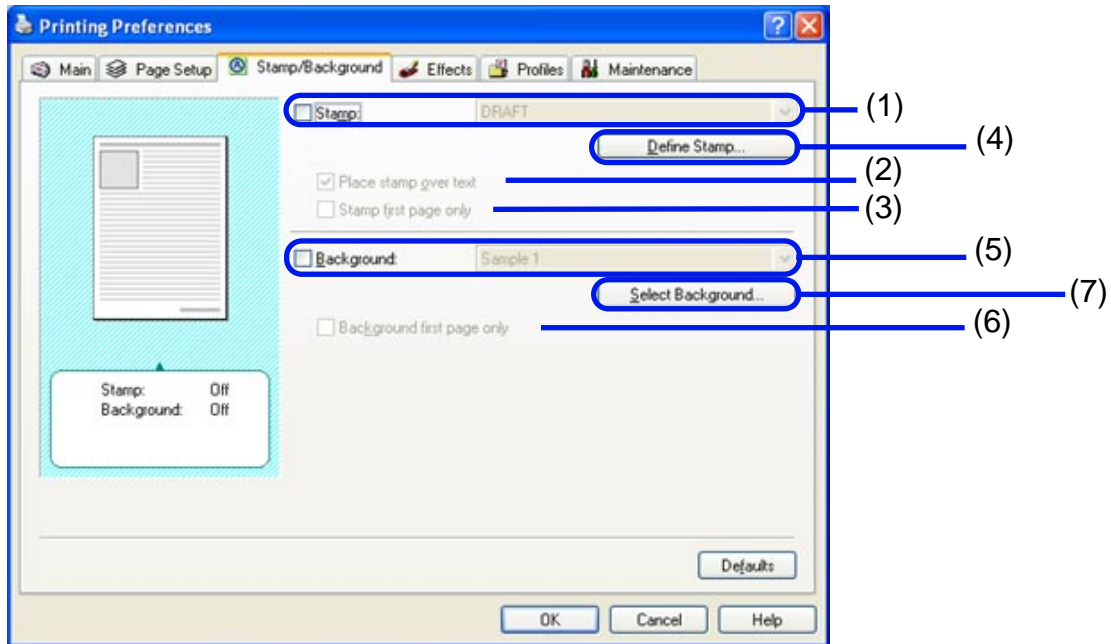 Printing Preferences
Main Page Setup Stamp/Background Effects Profiles Maintenance
Stamp: DRAFT (1)
Define Stamp... (4)
Place stamp over text (2)
Stamp first page only (3)
Background: Sample 1 (5)
Select Background... (7)
Background first page only (6)
Stamp: Off
Background: Off
Defaults
OK Cancel Help